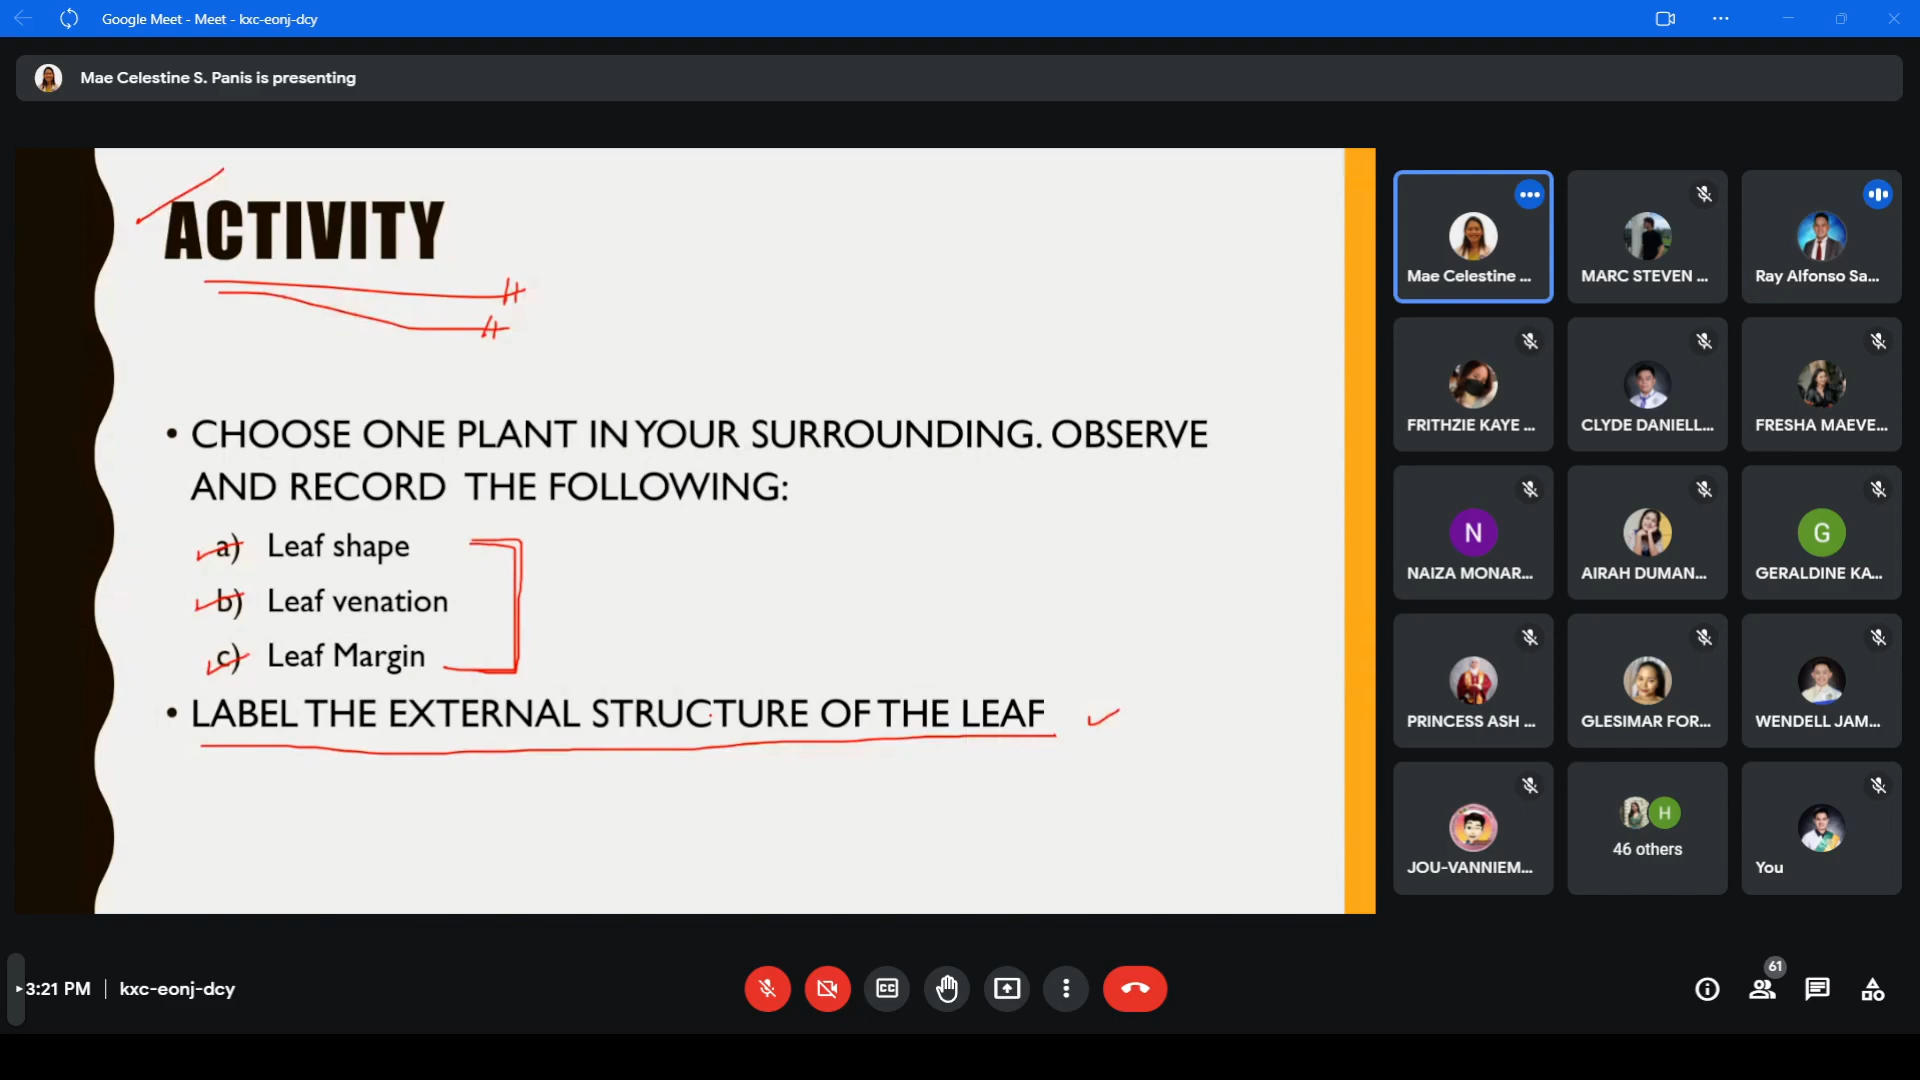 Google Meet - Meet - kxc-eonj-dcy
Mae Celestine S. Panis is presenting
ACTIVITY
• CHOOSE ONE PLANT IN YOUR SURROUNDING. OBSERVE
AND RECORD THE FOLLOWING:
a) Leaf shape
b) Leaf venation
c) Leaf Margin
• LABEL THE EXTERNAL STRUCTURE OF THE LEAF
Mae Celestine ...
MARC STEVEN ...
Ray Alfonso Sa...
FRITHZIE KAYE ...
CLYDE DANIELL...
FRESHA MAEVE...
N
NAIZA MONAR...
AIRAH DUMAN...
G
GERALDINE KA...
PRINCESS ASH ...
GLESIMAR FOR...
WENDELL JAM...
JOU-VANNIEM...
H
46 others
You
3:21 PM | kxc-eonj-dcy
CC
61